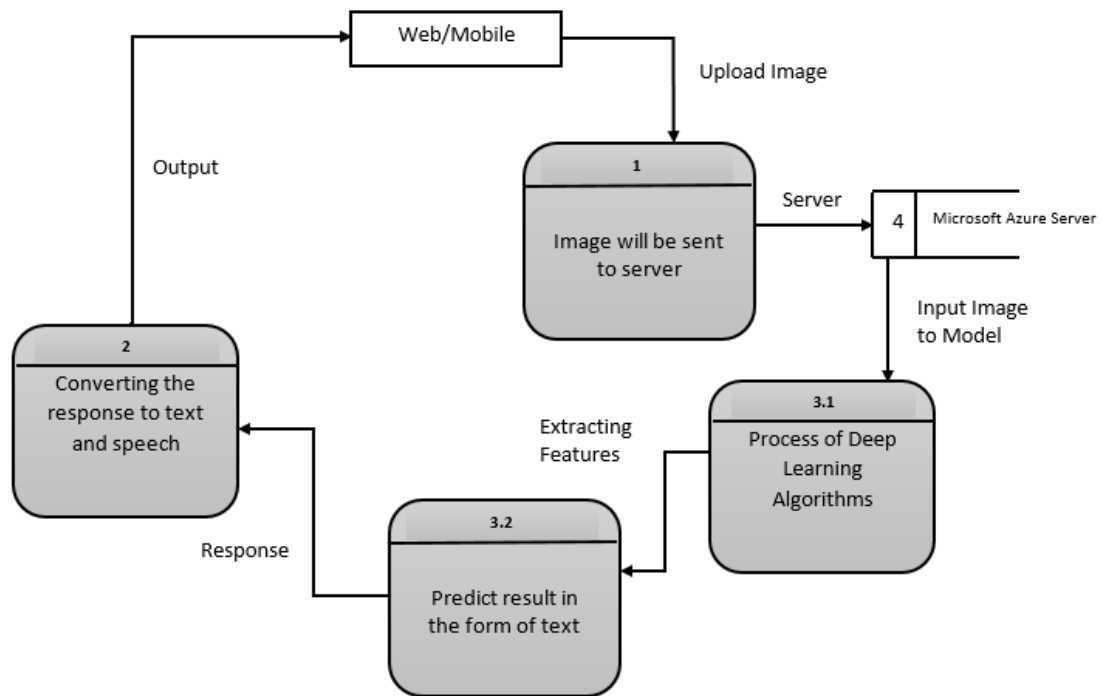 Web/Mobile
Upload Image
Output
1
Image will be sent
to server
Server
4
Microsoft Azure Server
Input Image
to Model
2
Converting the
response to text
and speech
3.1
Process of Deep
Learning
Algorithms
Extracting
Features
3.2
Predict result in
the form of text
Response